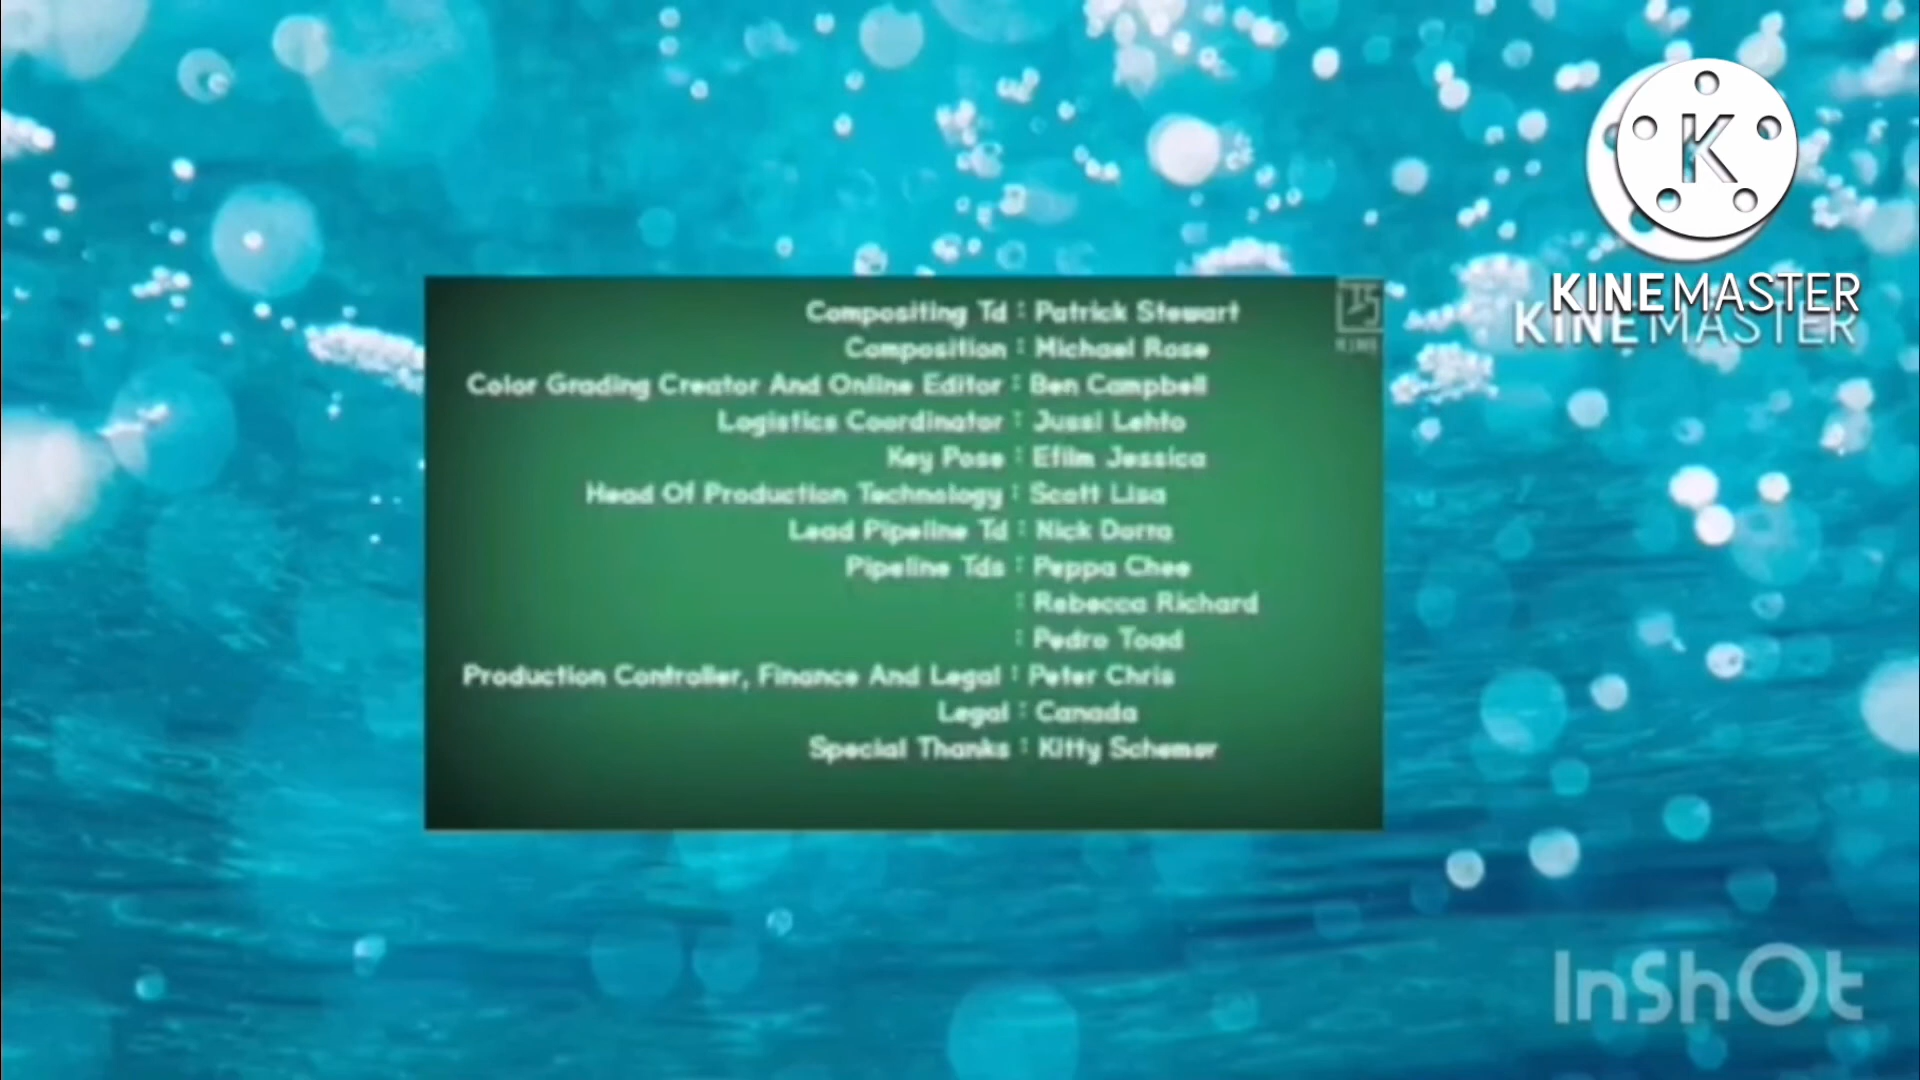 Compositing Td : Patrick Stewart
Composition : Michael Rose
Color Grading Creator And Online Editor : Ben Campbell
Logistics Coordinator : Jussi Lehto
Key Pose : Efilm Jessica
Head Of Production Technology : Scott Lisa
Lead Pipeline Td : Nick Dorra
Pipeline Tds : Peppa Chee
: Rebecca Richard
: Pedro Toad
Production Controller, Finance And Legal : Peter Chris
Legal : Canada
Special Thanks : Kitty Schemer
K
KINEMASTER
KINEMASTER
InShOt